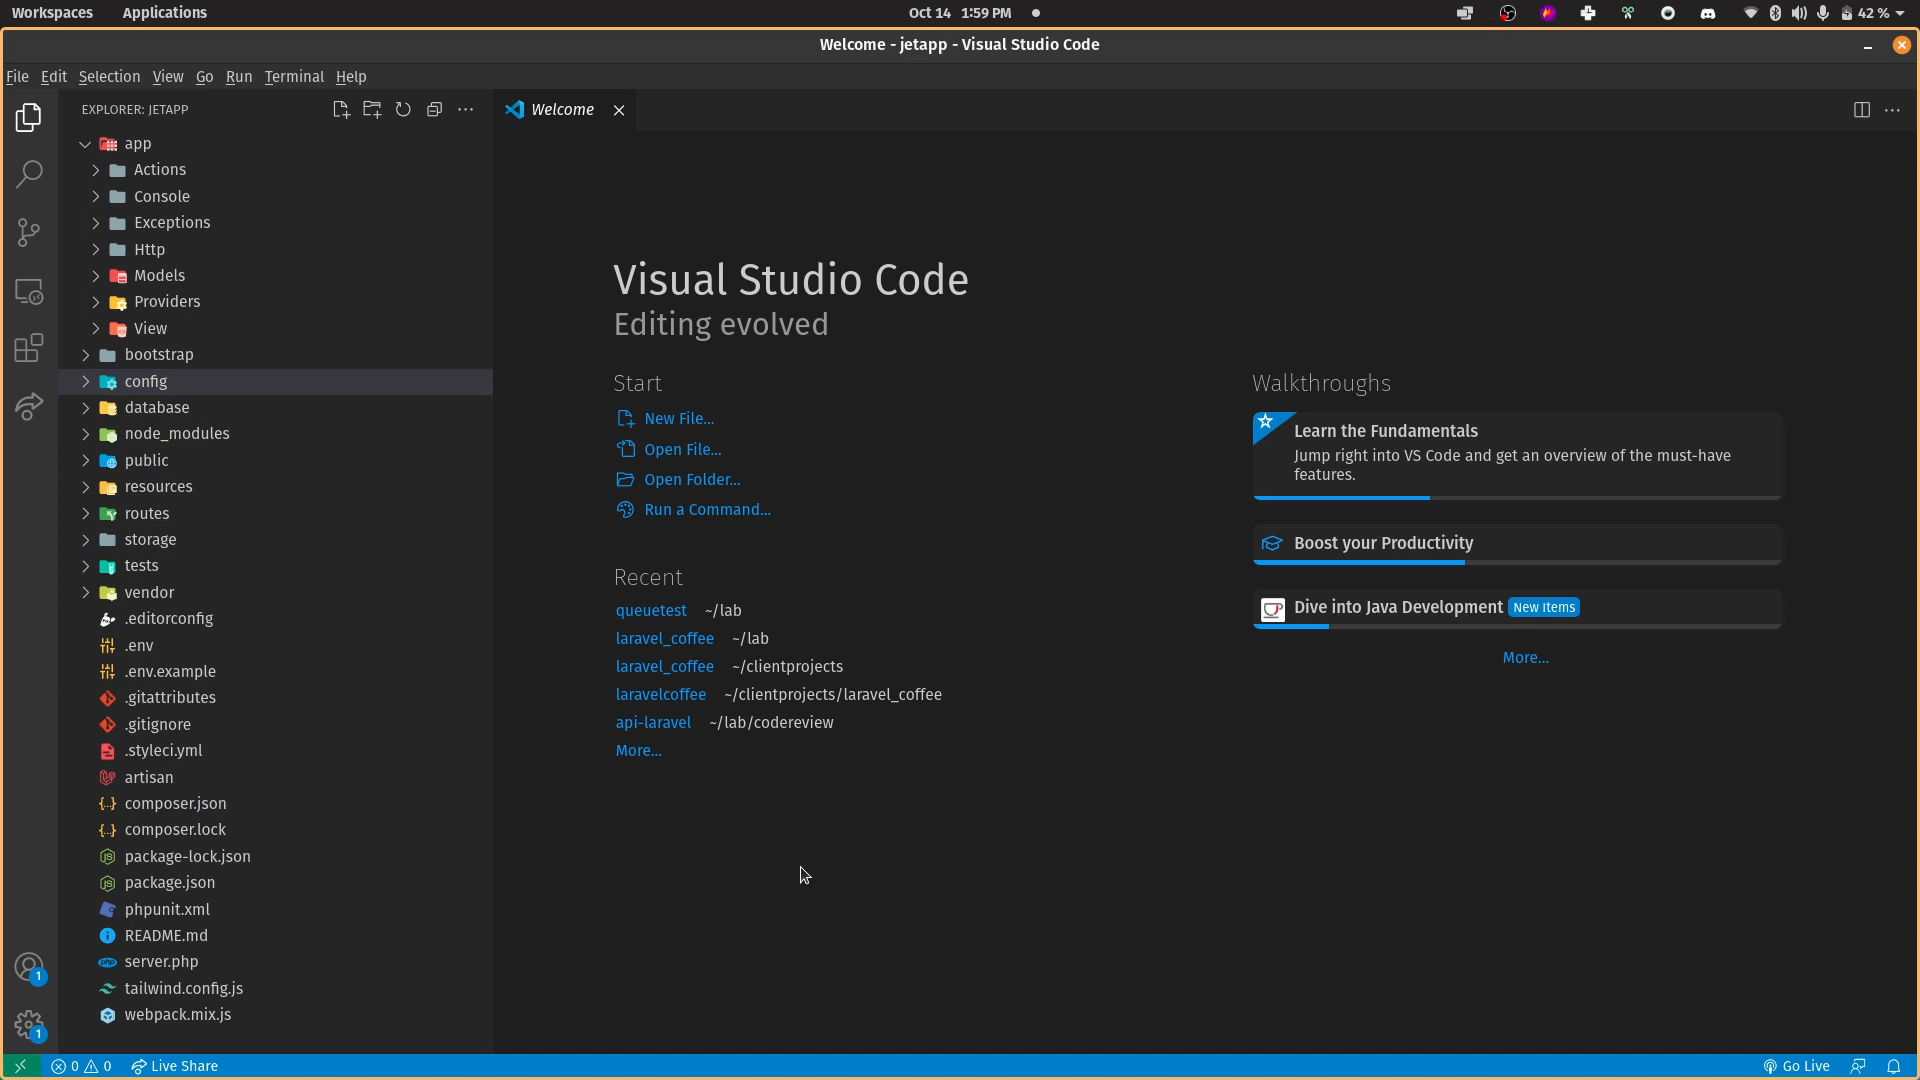 Workspaces Applications Oct 14 1:59 PM 42 %
Welcome - jetapp - Visual Studio Code
File Edit Selection View Go Run Terminal Help
EXPLORER: JETAPP
Welcome
app
Actions
Console
Exceptions
Http
Models
Providers
View
bootstrap
config
database
node_modules
public
resources
routes
storage
tests
vendor
.editorconfig
.env
.env.example
.gitattributes
.gitignore
.styleci.yml
artisan
composer.json
composer.lock
package-lock.json
package.json
phpunit.xml
README.md
server.php
tailwind.config.js
webpack.mix.js
1
1
Visual Studio Code
Editing evolved
Start
New File...
Open File...
Open Folder...
Run a Command...
Recent
queuetest ~/lab
laravel_coffee ~/lab
laravel_coffee ~/clientprojects
laravelcoffee ~/clientprojects/laravel_coffee
api-laravel ~/lab/codereview
More...
Walkthroughs
Learn the Fundamentals
Jump right into VS Code and get an overview of the must-have
features.
Boost your Productivity
Dive into Java Development New Items
More...
0 0 Live Share Go Live